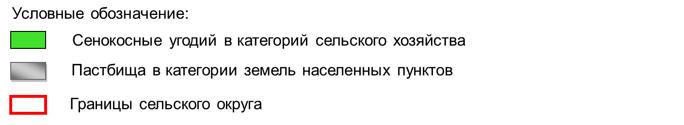 Условные обозначение:
Сенокосные угодий в категорий сельского хозяйства
Пастбища в категории земель населенных пунктов
Границы сельского округа